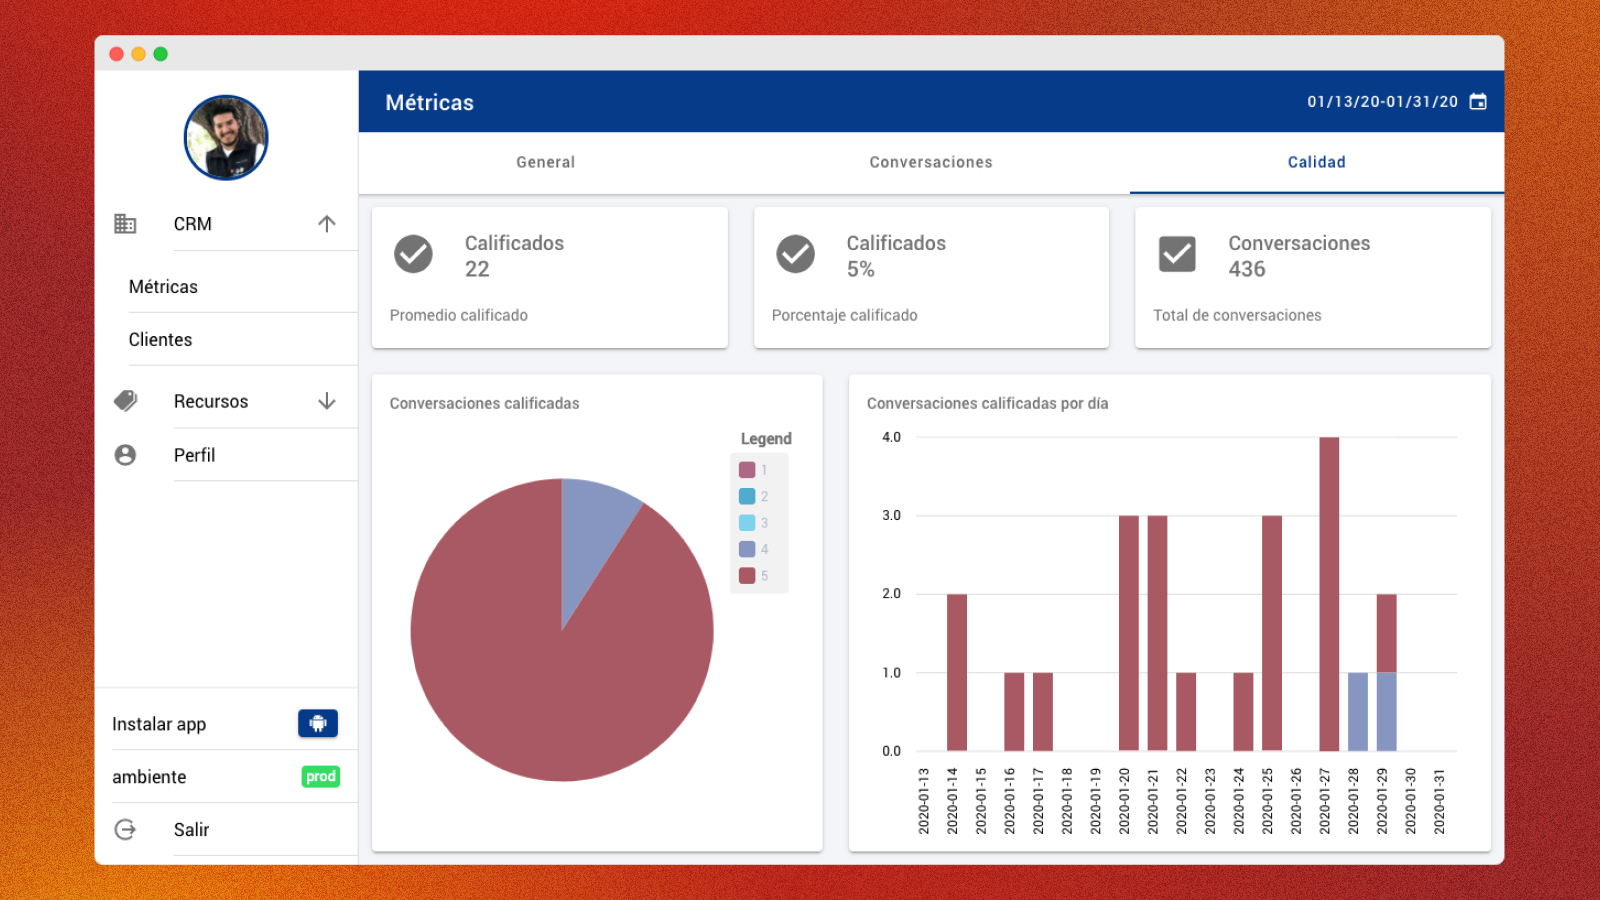 Métricas
01/13/20-01/31/20
General
Conversaciones
Calidad
CRM
Métricas
Clientes
Recursos
Perfil
Instalar app
ambiente
prod
Salir
Calificados
22
Promedio calificado
Calificados
5%
Porcentaje calificado
Conversaciones
436
Total de conversaciones
Conversaciones calificadas
Legend
1
2
3
4
5
Conversaciones calificadas por día
4.0
3.0
2.0
1.0
0.0
2020-01-13
2020-01-14
2020-01-15
2020-01-16
2020-01-17
2020-01-18
2020-01-19
2020-01-20
2020-01-21
2020-01-22
2020-01-23
2020-01-24
2020-01-25
2020-01-26
2020-01-27
2020-01-28
2020-01-29
2020-01-30
2020-01-31